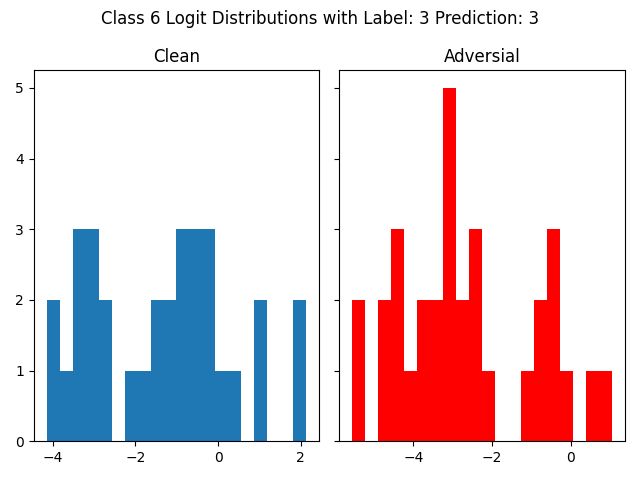 Class 6 Logit Distributions with Label: 3 Prediction: 3
Clean
Adversial
5
4
3
2
1
0
−4 −2 0 2
−4 −2 0